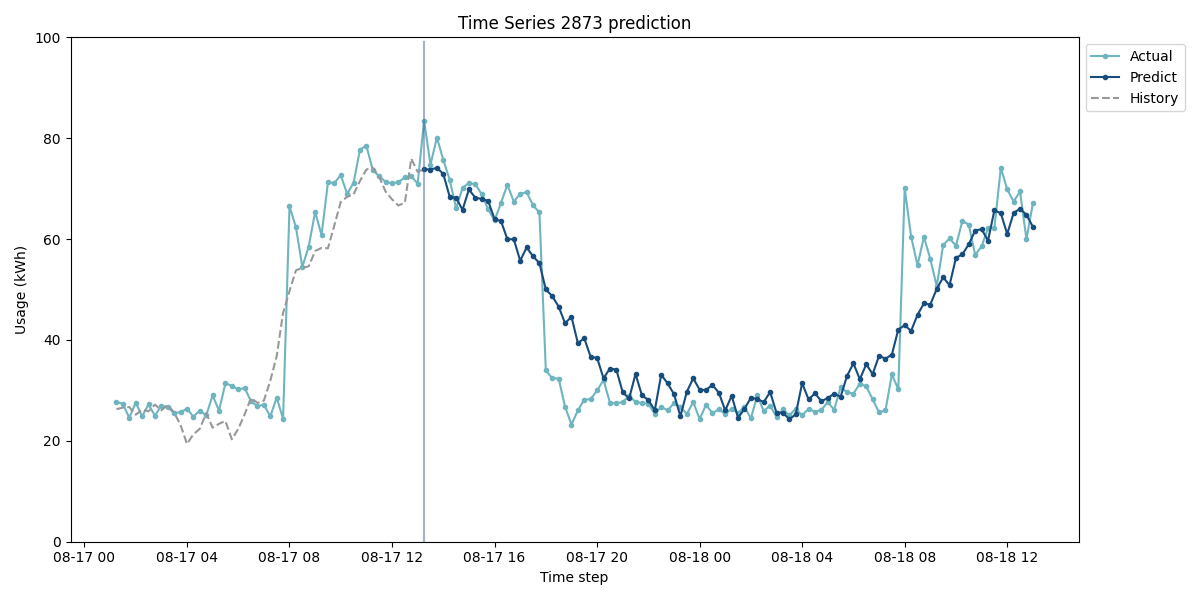 Time Series 2873 prediction
100
80
60
40
20
0
Usage (kWh)
08-17 00
08-17 04
08-17 08
08-17 12
08-17 16
08-17 20
08-18 00
08-18 04
08-18 08
08-18 12
Time step
Actual
Predict
History